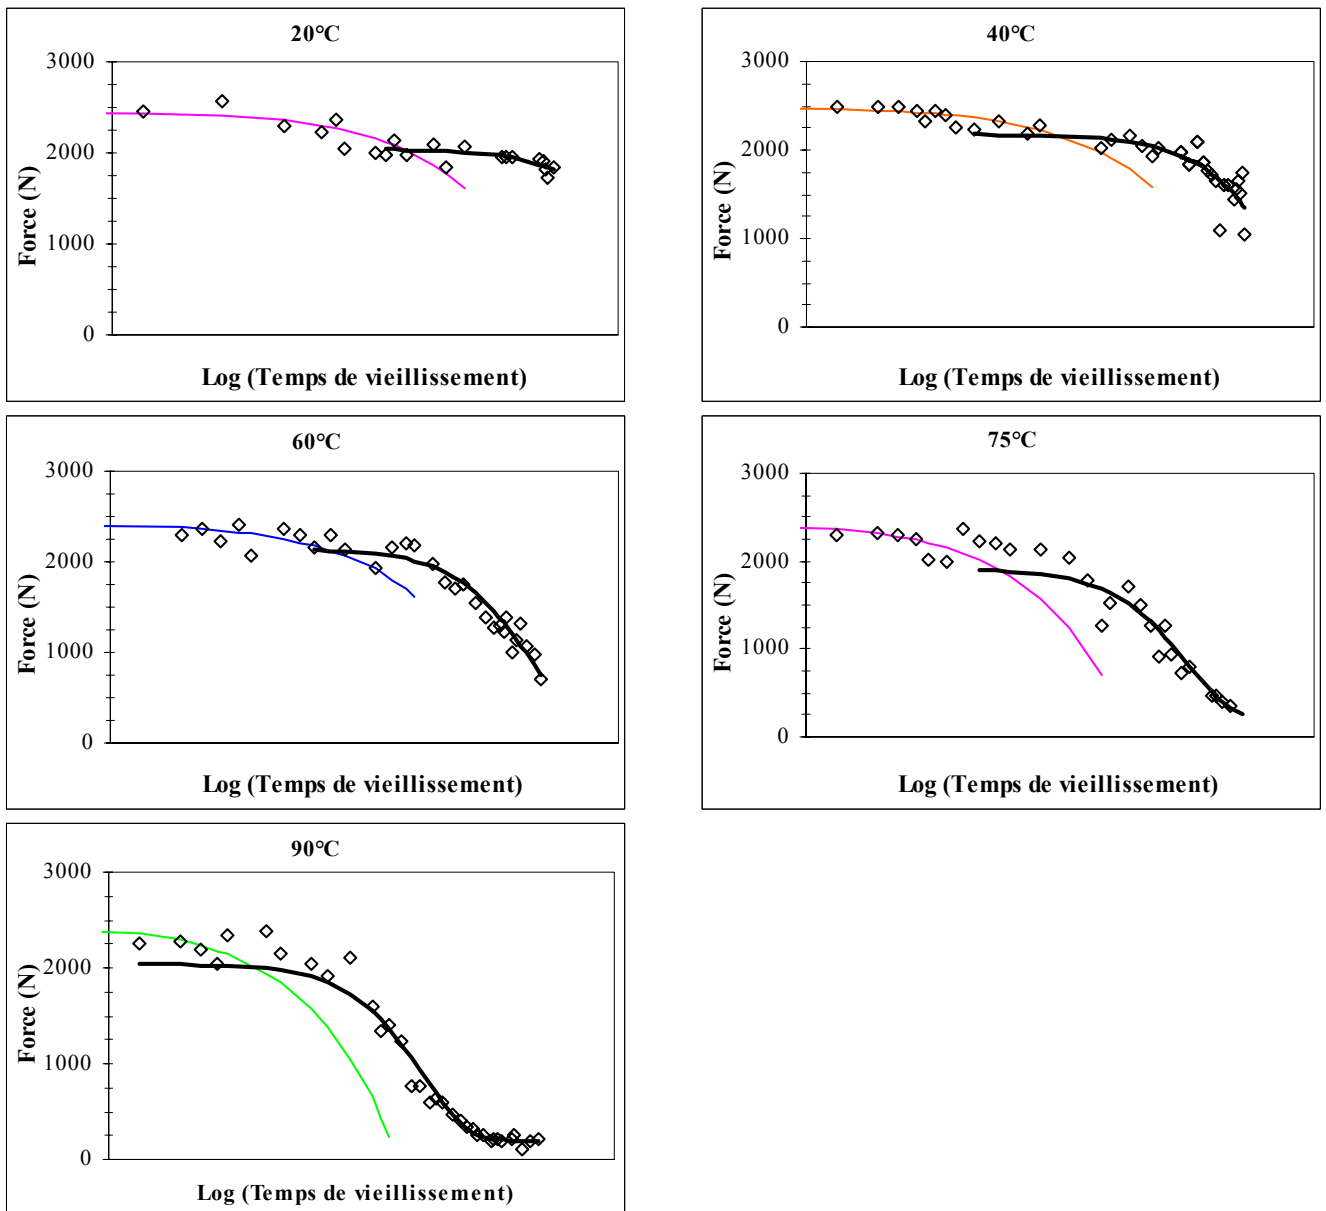 20°C
3000
2000
1000
0
Force (N)
Log (Temps de vieillissement)
40°C
3000
2000
1000
0
Force (N)
Log (Temps de vieillissement)
60°C
3000
2000
1000
0
Force (N)
Log (Temps de vieillissement)
75°C
3000
2000
1000
0
Force (N)
Log (Temps de vieillissement)
90°C
3000
2000
1000
0
Force (N)
Log (Temps de vieillissement)